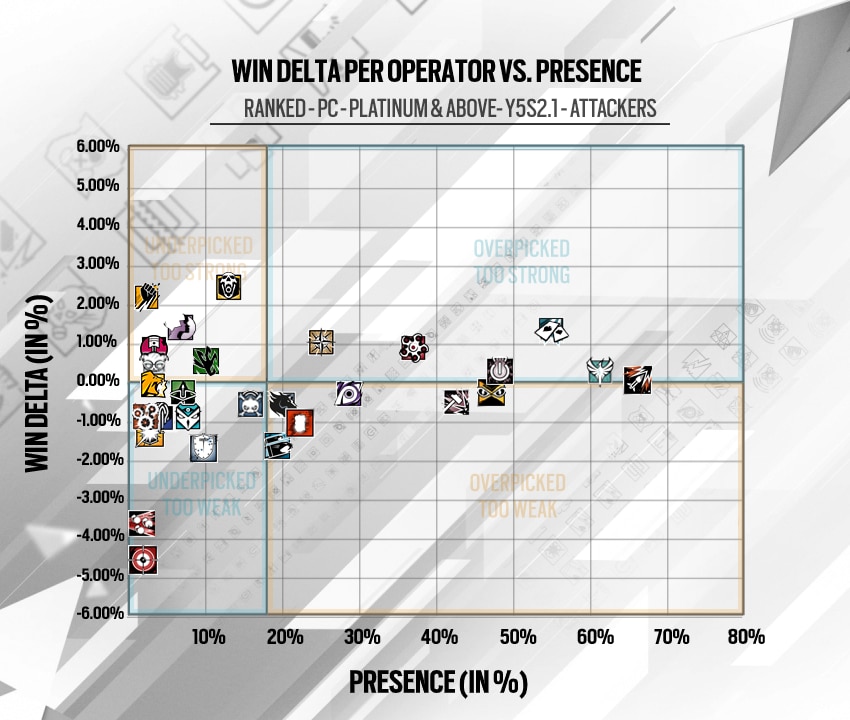 WIN DELTA PER OPERATOR VS. PRESENCE
RANKED - PC - PLATINUM & ABOVE- Y5S2.1 - ATTACKERS
6.00%
5.00%
4.00%
3.00%
2.00%
1.00%
0.00%
-1.00%
-2.00%
-3.00%
-4.00%
-5.00%
-6.00%
WIN DELTA (IN %)
UNDERPICKED
TOO STRONG
OVERPICKED
TOO STRONG
UNDERPICKED
TOO WEAK
OVERPICKED
TOO WEAK
10%
20%
30%
40%
50%
60%
70%
80%
PRESENCE (IN %)